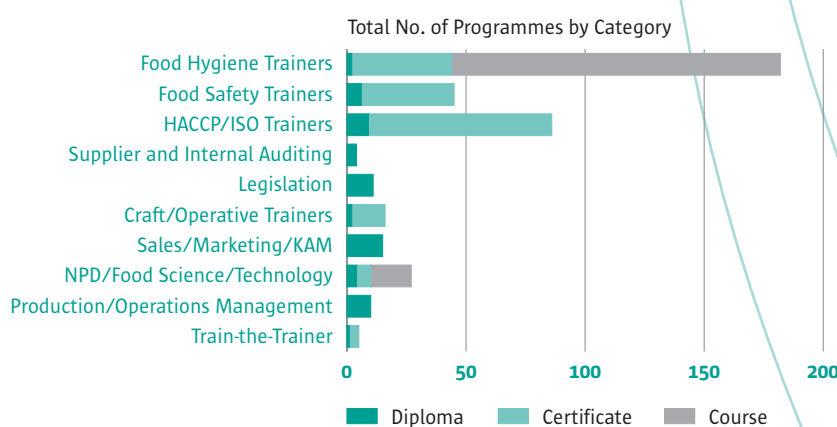 Total No. of Programmes by Category
Food Hygiene Trainers
Food Safety Trainers
HACCP/ISO Trainers
Supplier and Internal Auditing
Legislation
Craft/Operative Trainers
Sales/Marketing/KAM
NPD/Food Science/Technology
Production/Operations Management
Train-the-Trainer
0 50 100 150 200
Diploma Certificate Course